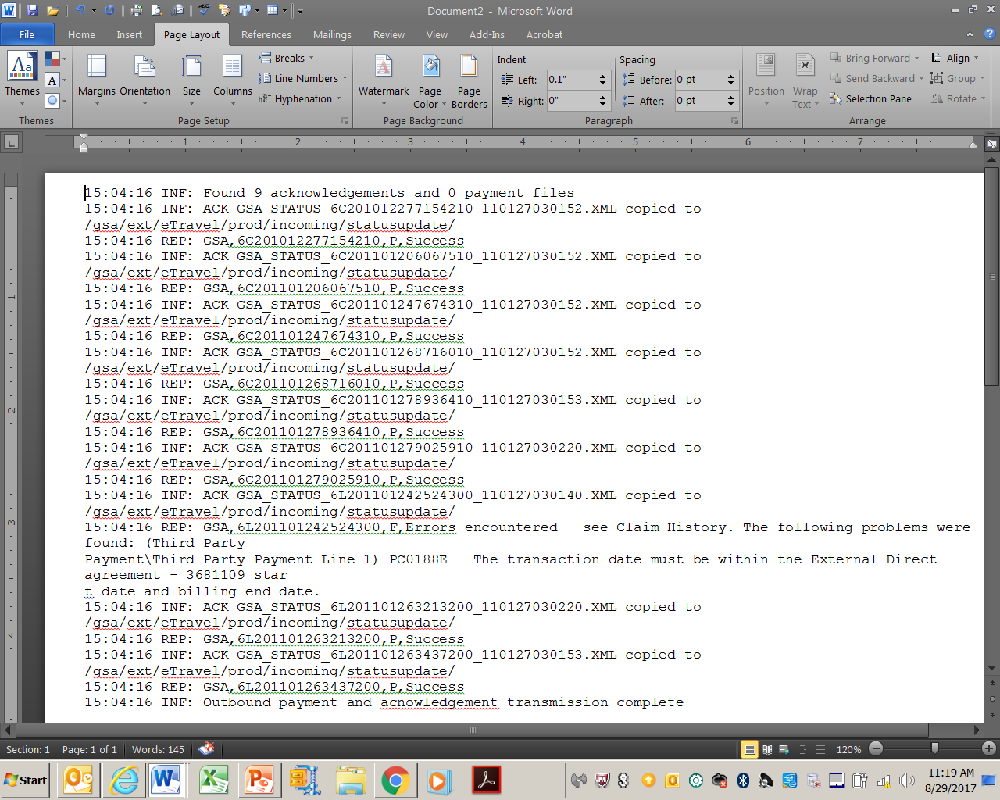 Document2 - Microsoft Word
File Home Insert Page Layout References Mailings Review View Add-Ins Acrobat
Themes
Themes
Margins Orientation Size Columns
Breaks
Line Numbers
Hyphenation
Page Setup
Watermark Page Color Page Borders
Page Background
Indent
Left: 0.1"
Right: 0"
Spacing
Before: 0 pt
After: 0 pt
Paragraph
Position Wrap Text
Bring Forward
Send Backward
Selection Pane
Align
Group
Rotate
Arrange
1 2 3 4 5 6 7
15:04:16 INF: Found 9 acknowledgements and 0 payment files
15:04:16 INF: ACK GSA_STATUS_6C201012277154210_110127030152.XML copied to
/gsa/ext/eTravel/prod/incoming/statusupdate/
15:04:16 REP: GSA,6C201012277154210,P,Success
15:04:16 INF: ACK GSA_STATUS_6C201101206067510_110127030152.XML copied to
/gsa/ext/eTravel/prod/incoming/statusupdate/
15:04:16 REP: GSA,6C201101206067510,P,Success
15:04:16 INF: ACK GSA_STATUS_6C201101247674310_110127030152.XML copied to
/gsa/ext/eTravel/prod/incoming/statusupdate/
15:04:16 REP: GSA,6C201101247674310,P,Success
15:04:16 INF: ACK GSA_STATUS_6C201101268716010_110127030152.XML copied to
/gsa/ext/eTravel/prod/incoming/statusupdate/
15:04:16 REP: GSA,6C201101268716010,P,Success
15:04:16 INF: ACK GSA_STATUS_6C201101278936410_110127030153.XML copied to
/gsa/ext/eTravel/prod/incoming/statusupdate/
15:04:16 REP: GSA,6C201101278936410,P,Success
15:04:16 INF: ACK GSA_STATUS_6C201101279025910_110127030220.XML copied to
/gsa/ext/eTravel/prod/incoming/statusupdate/
15:04:16 REP: GSA,6C201101279025910,P,Success
15:04:16 INF: ACK GSA_STATUS_6L201101242524300_110127030140.XML copied to
/gsa/ext/eTravel/prod/incoming/statusupdate/
15:04:16 REP: GSA,6L201101242524300,F,Errors encountered – see Claim History. The following problems were
found: (Third Party
Payment\Third Party Payment Line 1) PC0188E – The transaction date must be within the External Direct
agreement – 3681109 star
t date and billing end date.
15:04:16 INF: ACK GSA_STATUS_6L201101263213200_110127030220.XML copied to
/gsa/ext/eTravel/prod/incoming/statusupdate/
15:04:16 REP: GSA,6L201101263213200,P,Success
15:04:16 INF: ACK GSA_STATUS_6L201101263437200_110127030153.XML copied to
/gsa/ext/eTravel/prod/incoming/statusupdate/
15:04:16 REP: GSA,6L201101263437200,P,Success
15:04:16 INF: Outbound payment and acnowledgement transmission complete
1
2
3
4
Section: 1 Page: 1 of 1 Words: 145 120%
Start
11:19 AM
8/29/2017